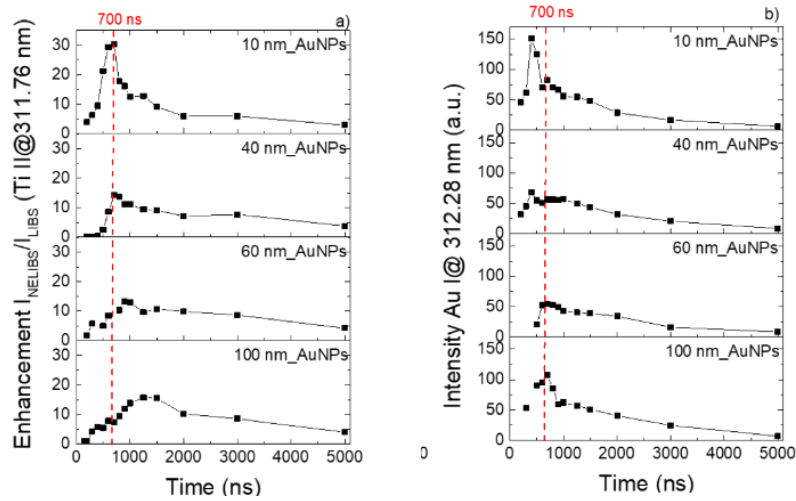 700 ns
a)
Enhancement I_NELIBS/I_LIBS (Ti II@311.76 nm)
30
20
10
0
10 nm_AuNPs
30
20
10
0
40 nm_AuNPs
30
20
10
0
60 nm_AuNPs
30
20
10
0
100 nm_AuNPs
0 1000 2000 3000 4000 5000
Time (ns)
700 ns
b)
Intensity Au I@ 312.28 nm (a.u.)
150
100
50
0
10 nm_AuNPs
150
100
50
0
40 nm_AuNPs
150
100
50
0
60 nm_AuNPs
150
100
50
0
100 nm_AuNPs
0
0 1000 2000 3000 4000 5000
Time (ns)